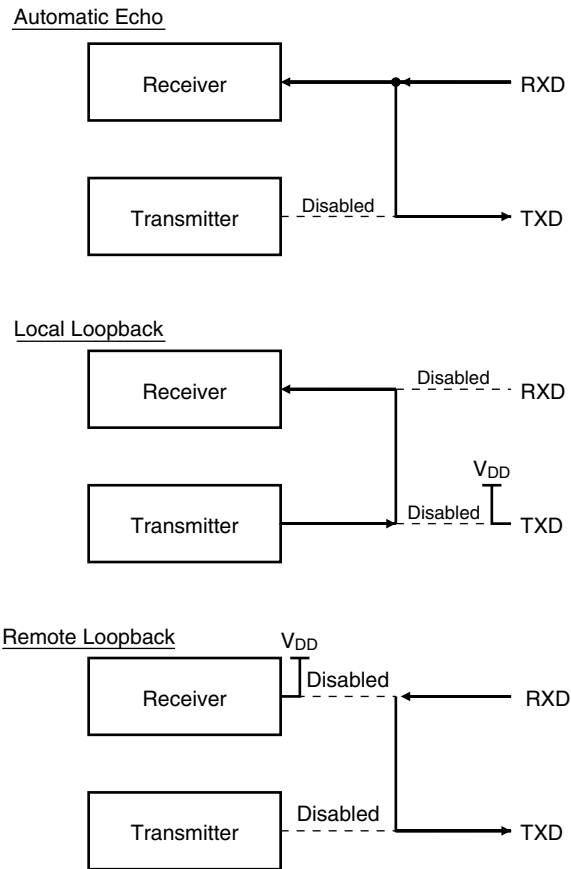 Automatic Echo
Receiver
RXD
Transmitter
Disabled
TXD
Local Loopback
Receiver
Disabled
RXD
VDD
Transmitter
Disabled
TXD
Remote Loopback
VDD
Receiver
Disabled
RXD
Transmitter
Disabled
TXD